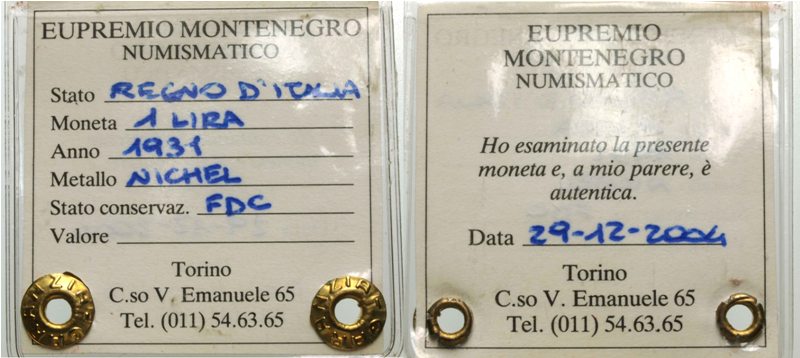 EUPREMIO MONTENEGRO
NUMISMATICO
Stato REGNO D'ITALIA
Moneta 1 LIRA
Anno 1931
Metallo NICHEL
Stato conservaz. FDC
Valore
Torino
C.so V. Emanuele 65
Tel. (011) 54.63.65
EUPREMIO
MONTENEGRO
NUMISMATICO
Ho esaminato la presente
moneta e, a mio parere, è
autentica.
Data 29-12-2004
Torino
C.so V. Emanuele 65
Tel. (011) 54.63.65